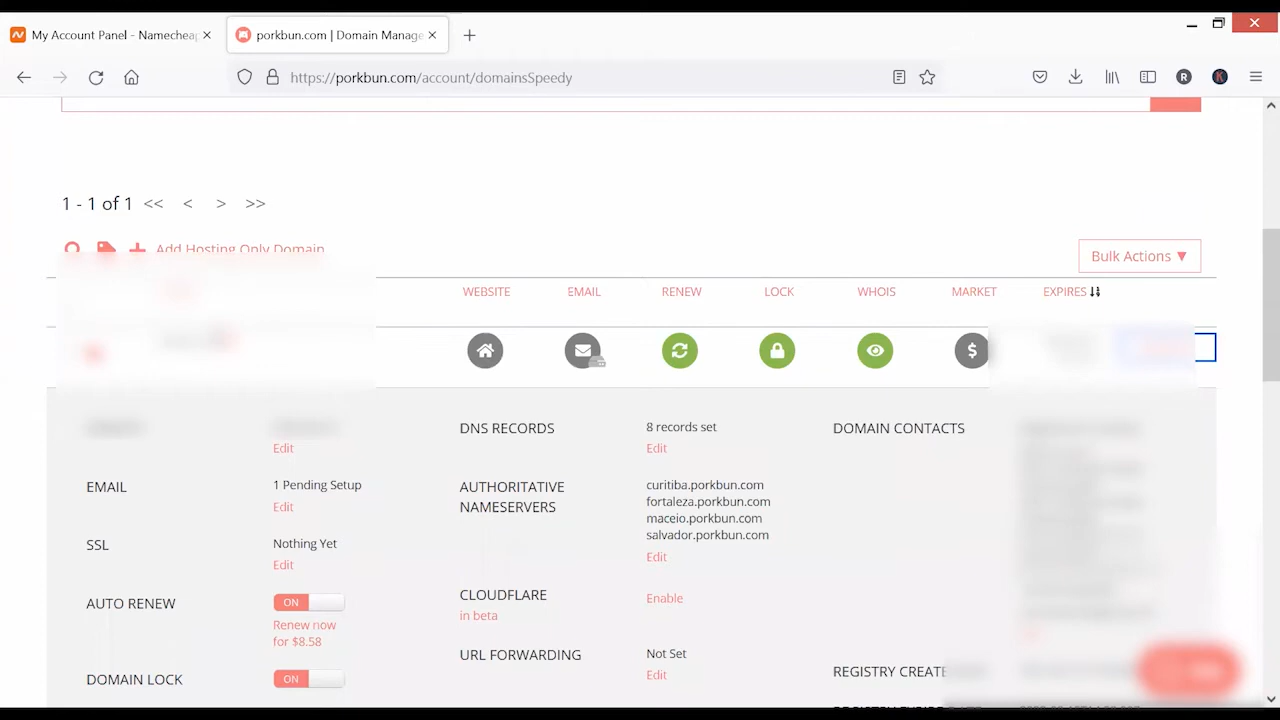 My Account Panel - Namecheap
porkbun.com | Domain Manage
https://porkbun.com/account/domainsSpeedy
R
K
1 - 1 of 1 << < > >>
Add Hosting Only Domain
Bulk Actions ▼
WEBSITE EMAIL RENEW LOCK WHOIS MARKET EXPIRES
$
DNS RECORDS
8 records set
Edit
DOMAIN CONTACTS
Edit
EMAIL
1 Pending Setup
Edit
AUTHORITATIVE
NAMESERVERS
curitiba.porkbun.com
fortaleza.porkbun.com
maceio.porkbun.com
salvador.porkbun.com
Edit
SSL
Nothing Yet
Edit
AUTO RENEW
ON
Renew now
for $8.58
CLOUDFLARE
in beta
Enable
URL FORWARDING
Not Set
Edit
DOMAIN LOCK
ON
REGISTRY CREATE